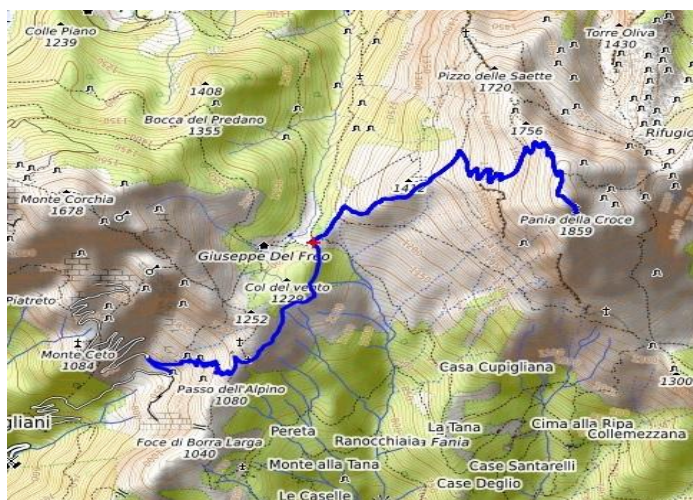 Colle Piano
1239
Torre Oliva
1430
Pizzo delle Saette
1720
1408
Bocca del Predano
1355
1756
Rifugio
Monte Corchia
1678
1412
Pania della Croce
1859
Giuseppe Del Freo
Col del vento
1229
Piatreto
1252
Monte Ceto
1084
Casa Cupigliana
1300
Passo dell'Alpino
1080
gliani
Foce di Borra Larga
1040
Pereta
Ranocchiaia
La Tana
a Fania
Cima alla Ripa
Collemezzana
Monte alla Tana
Case Santarelli
Case Deglio
Le Caselle